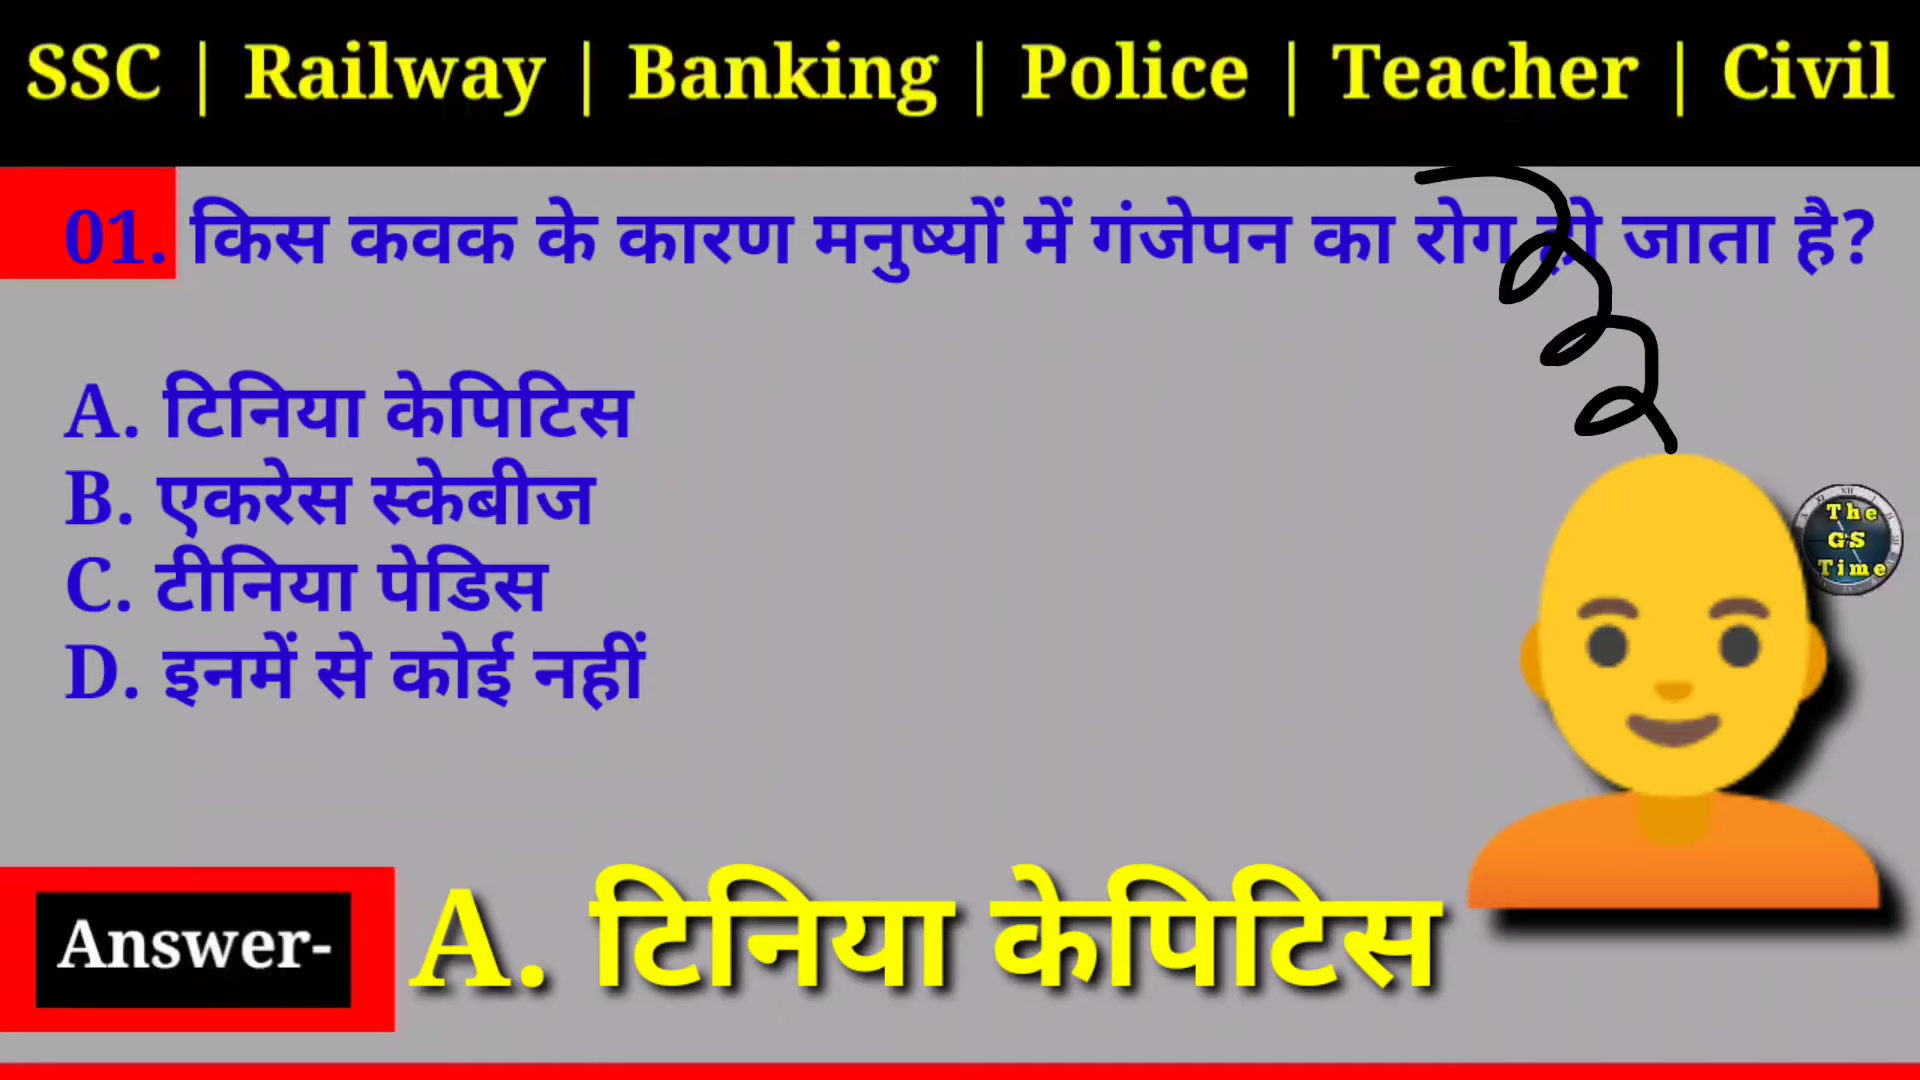 SSC | Railway | Banking | Police | Teacher | Civil
01. किस कवक के कारण मनुष्यों में गंजेपन का रोग हो जाता है?
A. टिनिया केपिटिस
B. एकरेस स्केबीज
C. टीनिया पेडिस
D. इनमें से कोई नहीं
The
GS
Time
Answer- A. टिनिया केपिटिस